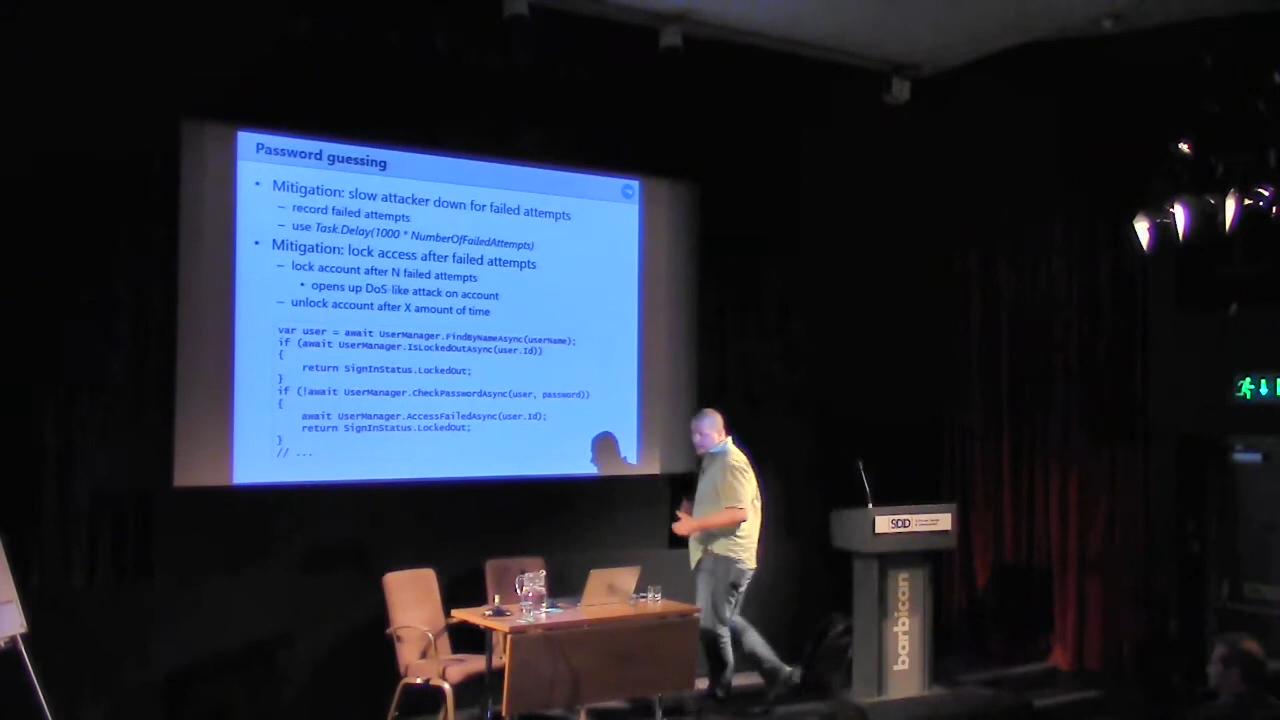 Password guessing
• Mitigation: slow attacker down for failed attempts
– record failed attempts
– use Task.Delay(1000 * NumberOfFailedAttempts)
• Mitigation: lock access after failed attempts
– lock account after N failed attempts
• opens up DoS-like attack on account
– unlock account after X amount of time
var user = await UserManager.FindByNameAsync(userName);
if (await UserManager.IsLockedOutAsync(user.Id))
{
return SignInStatus.LockedOut;
}
if (!await UserManager.CheckPasswordAsync(user, password))
{
await UserManager.AccessFailedAsync(user.Id);
return SignInStatus.LockedOut;
}
// ...
SDD
barbican